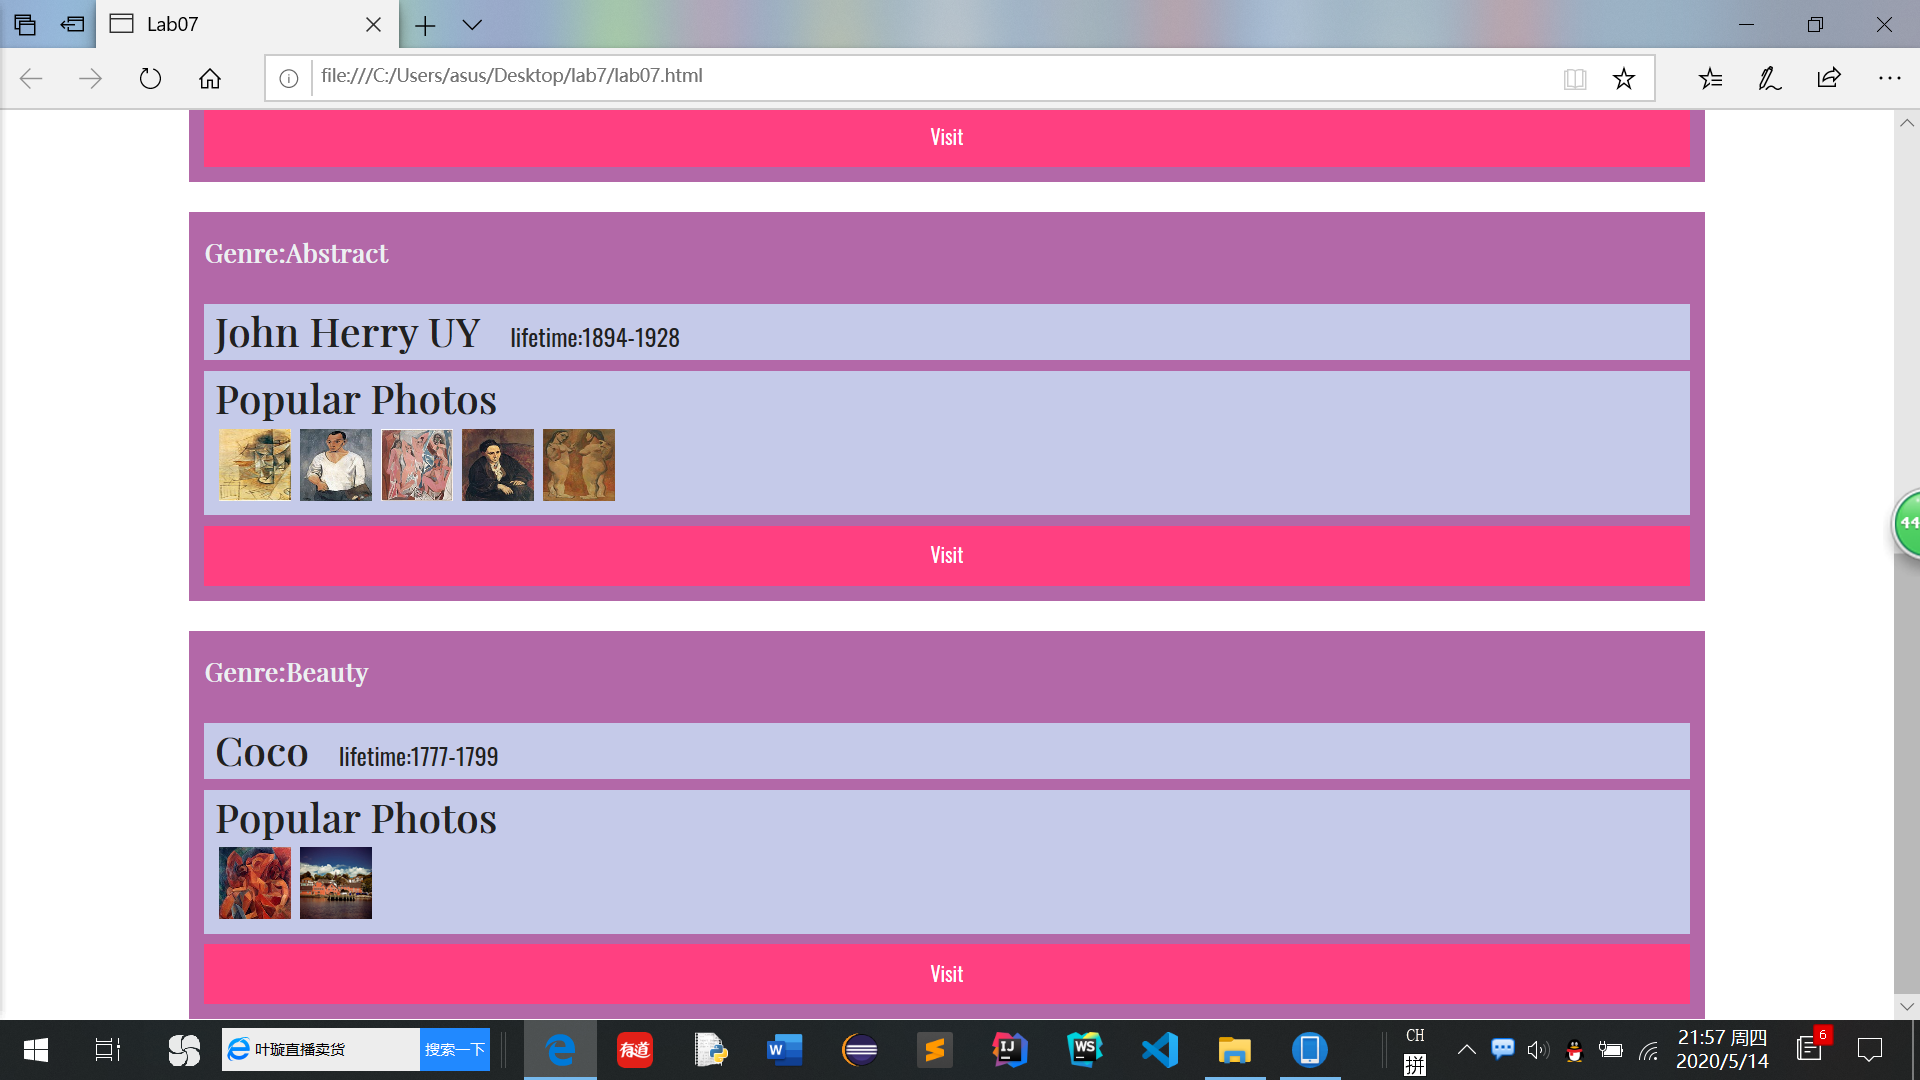 Lab07
file:///C:/Users/asus/Desktop/lab7/lab07.html
Visit
Genre:Abstract
John Herry UY lifetime:1894-1928
Popular Photos
Visit
44
Genre:Beauty
Coco lifetime:1777-1799
Popular Photos
Visit
叶璇直播卖货 搜索一下
有道
W
IJ
WS
CH
拼
21:57 周四
2020/5/14
6